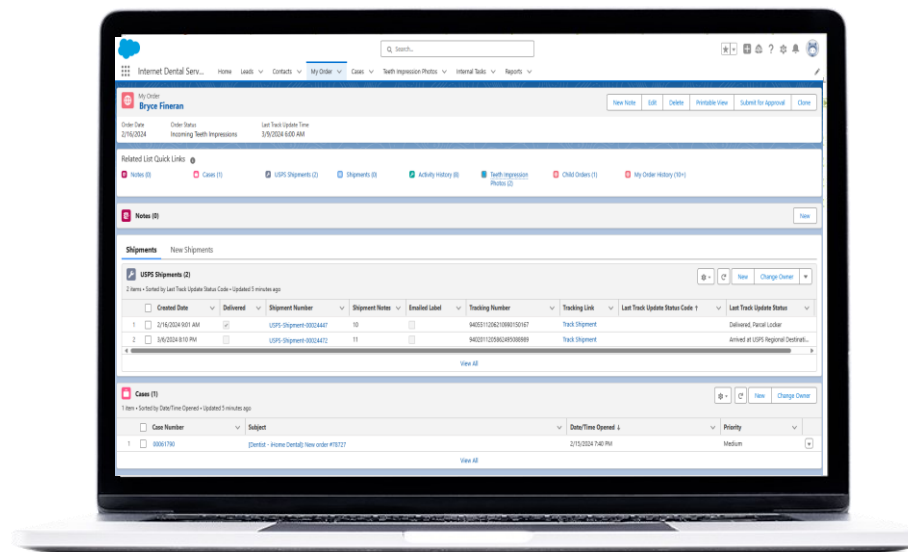 Search...
Internet Dental Serv... Home Leads Contacts My Order Cases Teeth Impression Photos Internal Tasks Reports
My Order
Bryce Fineran
New Note Edit Delete Printable View Submit for Approval Clone
Order Date Order Status Last Track Update Time
2/16/2024 Incoming Teeth Impressions 3/9/2024 6:00 AM
Related List Quick Links
Notes (0) Cases (1) USPS Shipments (2) Shipments (0) Activity History (0) Teeth Impression Photos (2) Child Orders (1) My Order History (10+)
Notes (0) New
Shipments New Shipments
USPS Shipments (2) New Change Owner
2 items • Sorted by Last Track Update Status Code • Updated 5 minutes ago
Created Date Delivered Shipment Number Shipment Notes Emailed Label Tracking Number Tracking Link Last Track Update Status Code ↑ Last Track Update Status
1 2/16/2024 9:01 AM USPS-Shipment-00024447 10 Track Shipment Delivered, Parcel Locker
2 3/8/2024 8:10 PM USPS-Shipment-00024472 11 Track Shipment Arrived at USPS Regional Destinati...
View All
Cases (1) New Change Owner
1 item • Sorted by Date/Time Opened • Updated 5 minutes ago
Case Number Subject Date/Time Opened ↓ Priority
1 00061790 [Dentist - iHome Dental]: New order #78727 2/15/2024 7:40 PM Medium
View All